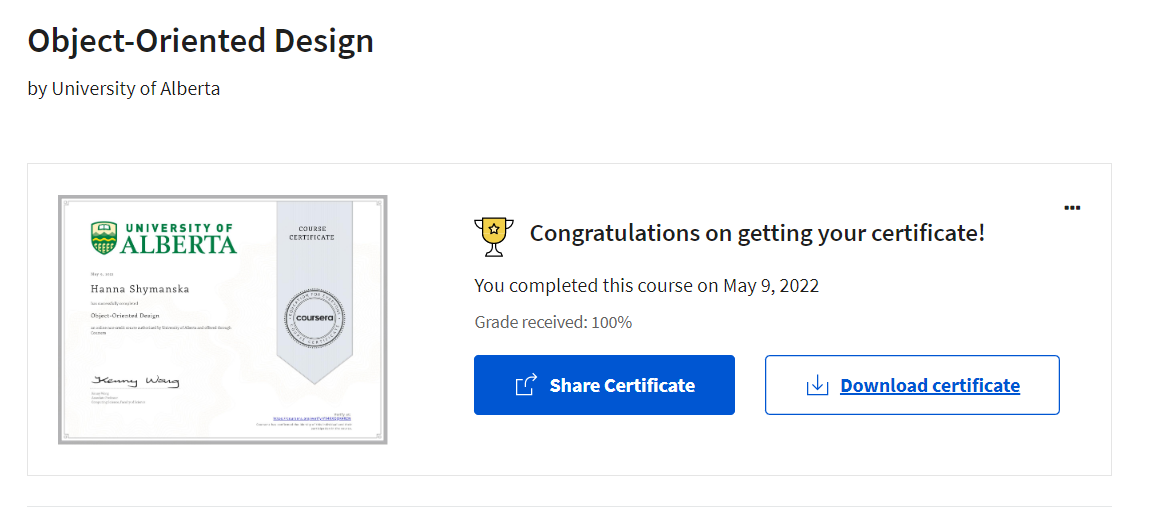 Object-Oriented Design
by University of Alberta
UNIVERSITY OF
ALBERTA
COURSE
CERTIFICATE
May 9, 2022
Hanna Shymanska
has successfully completed
Object-Oriented Design
an online non-credit course authorized by University of Alberta and offered through
Coursera
coursera
Kenny Wong
Congratulations on getting your certificate!
You completed this course on May 9, 2022
Grade received: 100%
Share Certificate
Download certificate